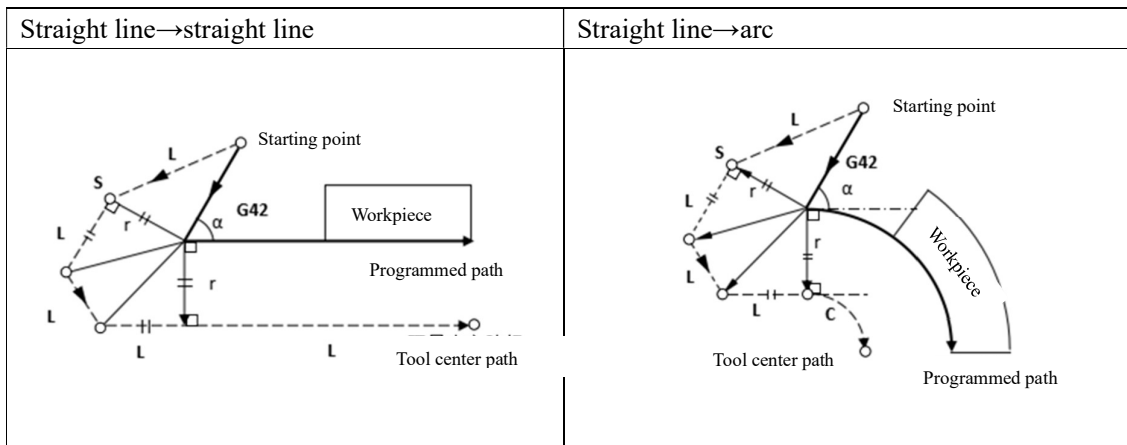 Straight line→straight line
Straight line→arc
Starting point
L
S
G42
α
r
L
Workpiece
Programmed path
L
r
L
L
L
Tool center path
Starting point
L
S
G42
r
α
L
r
Workpiece
L
L
C
Tool center path
Programmed path